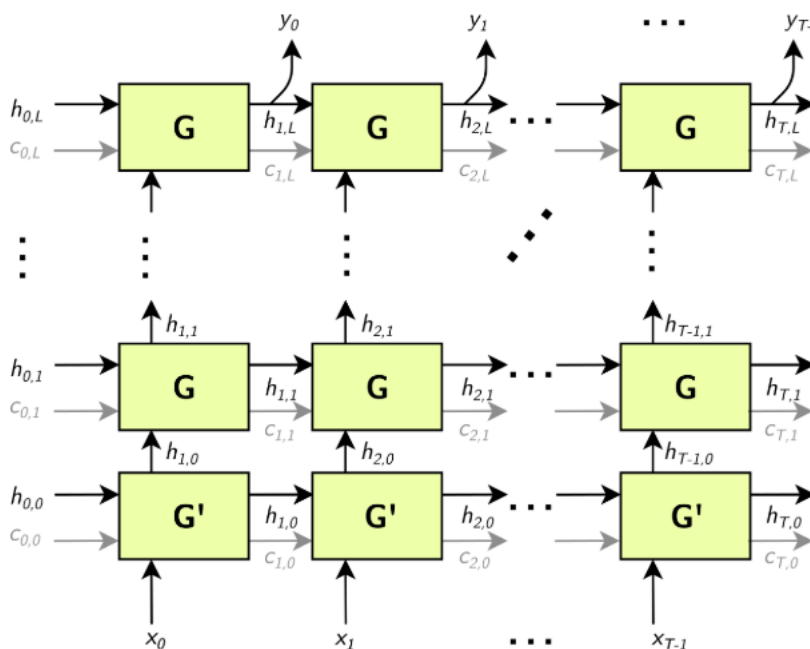 y0 y1 ... yT-
h0,L G h1,L G h2,L ... G hT,L
c0,L c1,L c2,L cT,L
h1,1 h2,1 hT-1,1
h0,1 G h1,1 G h2,1 ... G hT,1
c0,1 c1,1 c2,1 cT,1
h1,0 h2,0 hT-1,0
h0,0 G' h1,0 G' h2,0 ... G' hT,0
c0,0 c1,0 c2,0 cT,0
x0 x1 ... xT-1